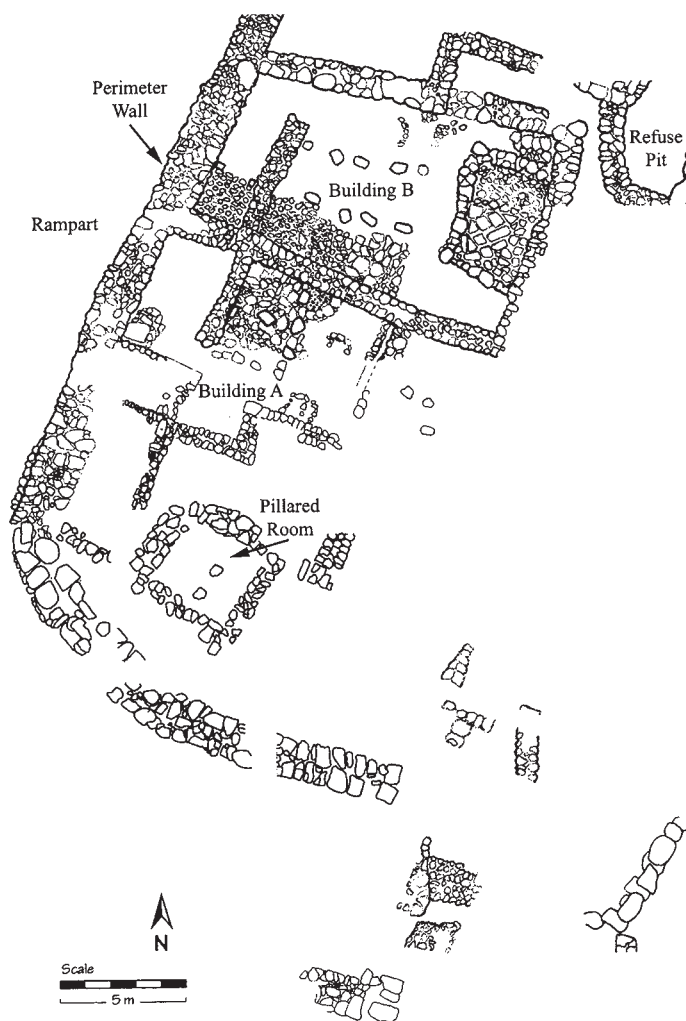 Perimeter
Wall
Refuse
Pit
Building B
Rampart
Building A
Pillared
Room
N
Scale
5 m